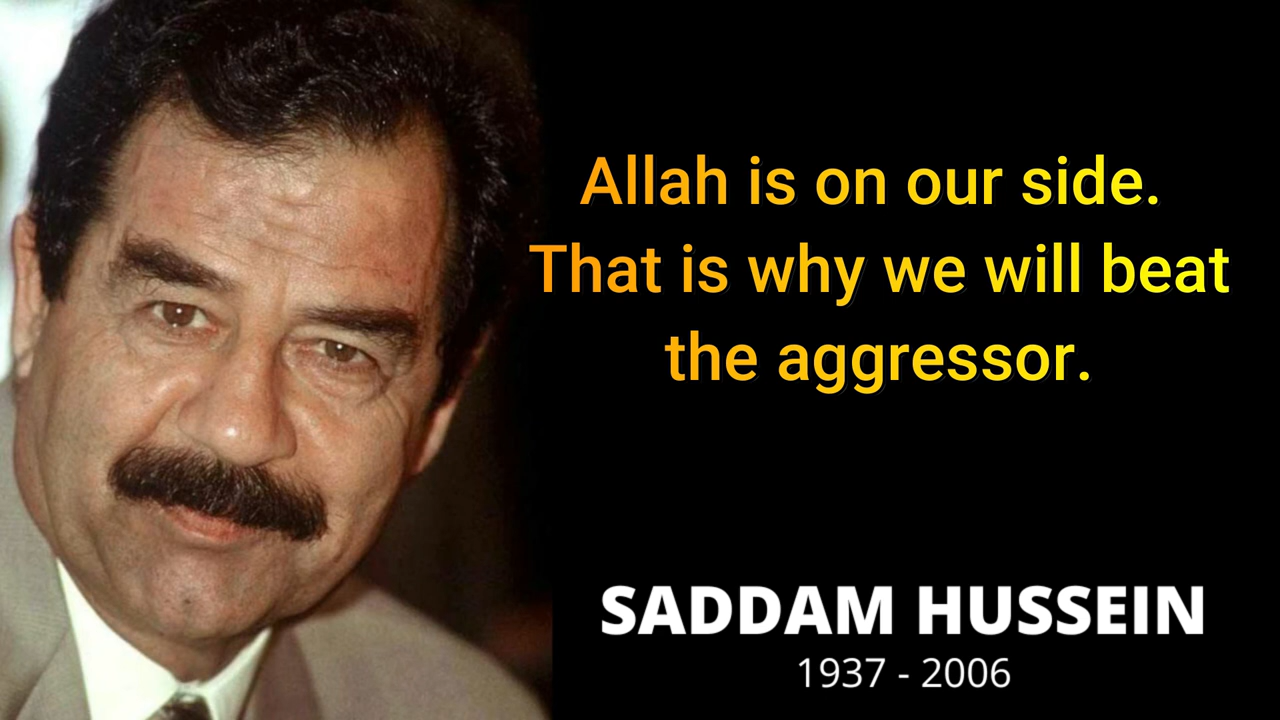 Allah is on our side.
That is why we will beat
the aggressor.
SADDAM HUSSEIN
1937 - 2006